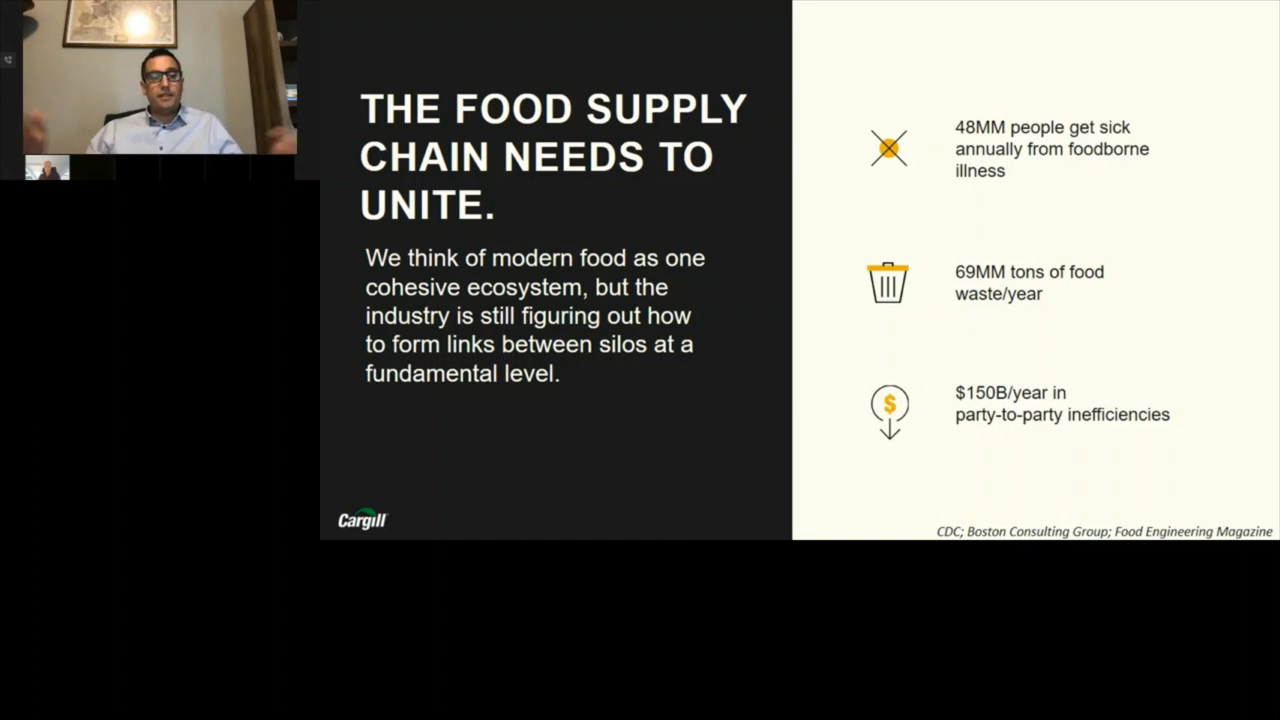 THE FOOD SUPPLY
CHAIN NEEDS TO
UNITE.
We think of modern food as one
cohesive ecosystem, but the
industry is still figuring out how
to form links between silos at a
fundamental level.
Cargill
48MM people get sick
annually from foodborne
illness
69MM tons of food
waste/year
$
$150B/year in
party-to-party inefficiencies
CDC; Boston Consulting Group; Food Engineering Magazine